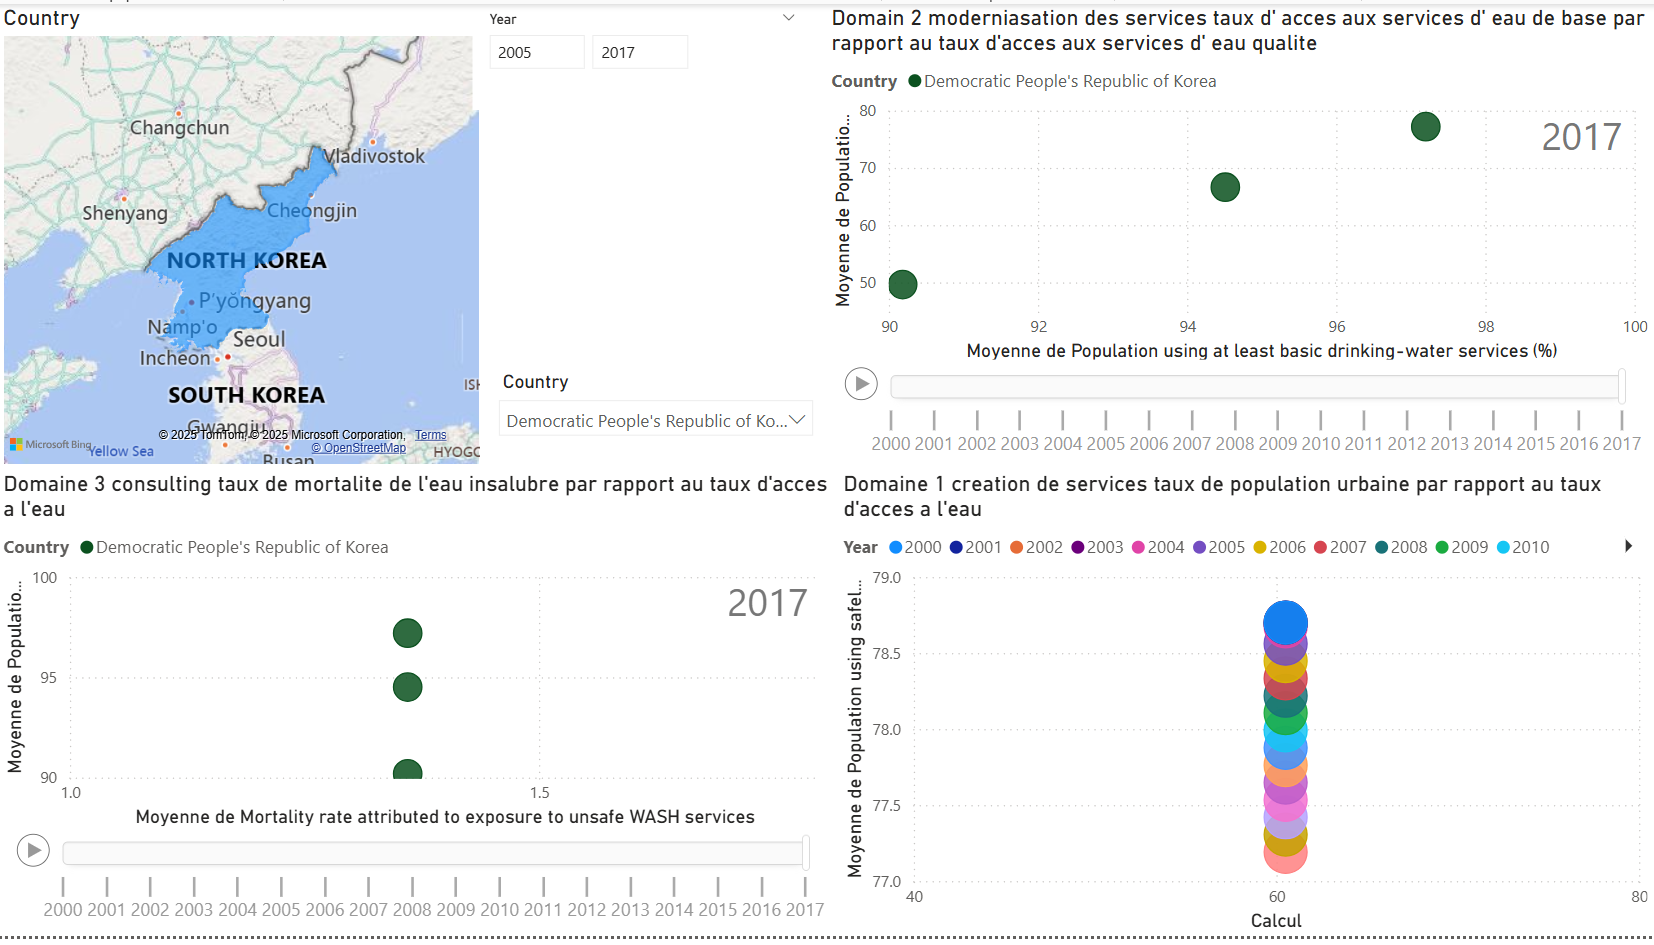 Country
Changchun
Vladivostok
Shenyang
Cheongjin
NORTH KOREA
P'yŏngyang
Namp'o
Seoul
Incheon
SOUTH KOREA
Gwangju
© 2025 TomTom, © 2025 Microsoft Corporation, Terms
© OpenStreetMap
Microsoft Bing
Yellow Sea
Busan
HYOGO
ISH
Year
2005 2017
Country
Democratic People's Republic of Ko...
Domain 2 moderniasation des services taux d' acces aux services d' eau de base par
rapport au taux d'acces aux services d' eau qualite
Country Democratic People's Republic of Korea
Moyenne de Populatio...
80
70
60
50
2017
90 92 94 96 98 100
Moyenne de Population using at least basic drinking-water services (%)
2000 2001 2002 2003 2004 2005 2006 2007 2008 2009 2010 2011 2012 2013 2014 2015 2016 2017
Domaine 3 consulting taux de mortalite de l'eau insalubre par rapport au taux d'acces
a l'eau
Country Democratic People's Republic of Korea
Moyenne de Populatio...
100
95
90
2017
1.0 1.5
Moyenne de Mortality rate attributed to exposure to unsafe WASH services
2000 2001 2002 2003 2004 2005 2006 2007 2008 2009 2010 2011 2012 2013 2014 2015 2016 2017
Domaine 1 creation de services taux de population urbaine par rapport au taux
d'acces a l'eau
Year 2000 2001 2002 2003 2004 2005 2006 2007 2008 2009 2010
Moyenne de Population using safel...
79.0
78.5
78.0
77.5
77.0
40 60 80
Calcul